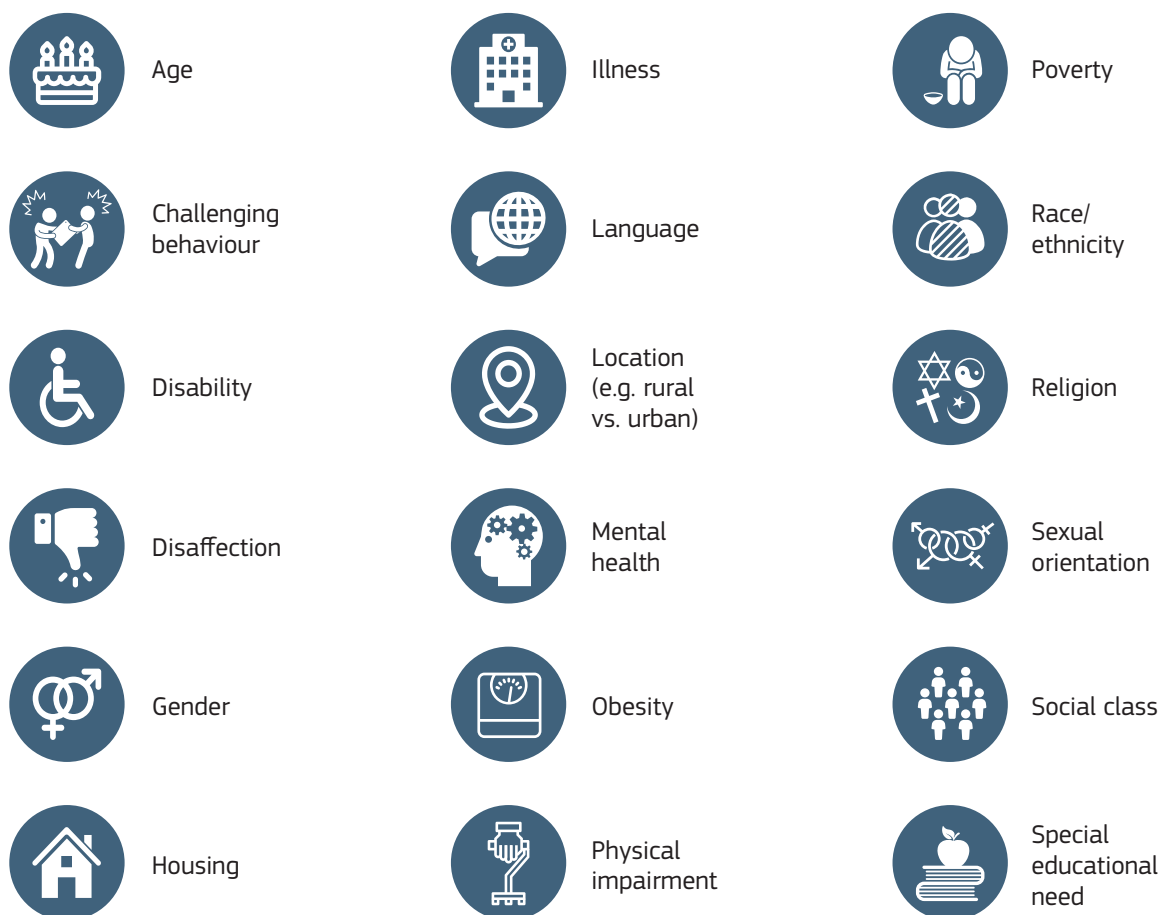 Age
Challenging
behaviour
Disability
Disaffection
Gender
Housing
Illness
Language
Location
(e.g. rural
vs. urban)
Mental
health
Obesity
Physical
impairment
Poverty
Race/
ethnicity
Religion
Sexual
orientation
Social class
Special
educational
need